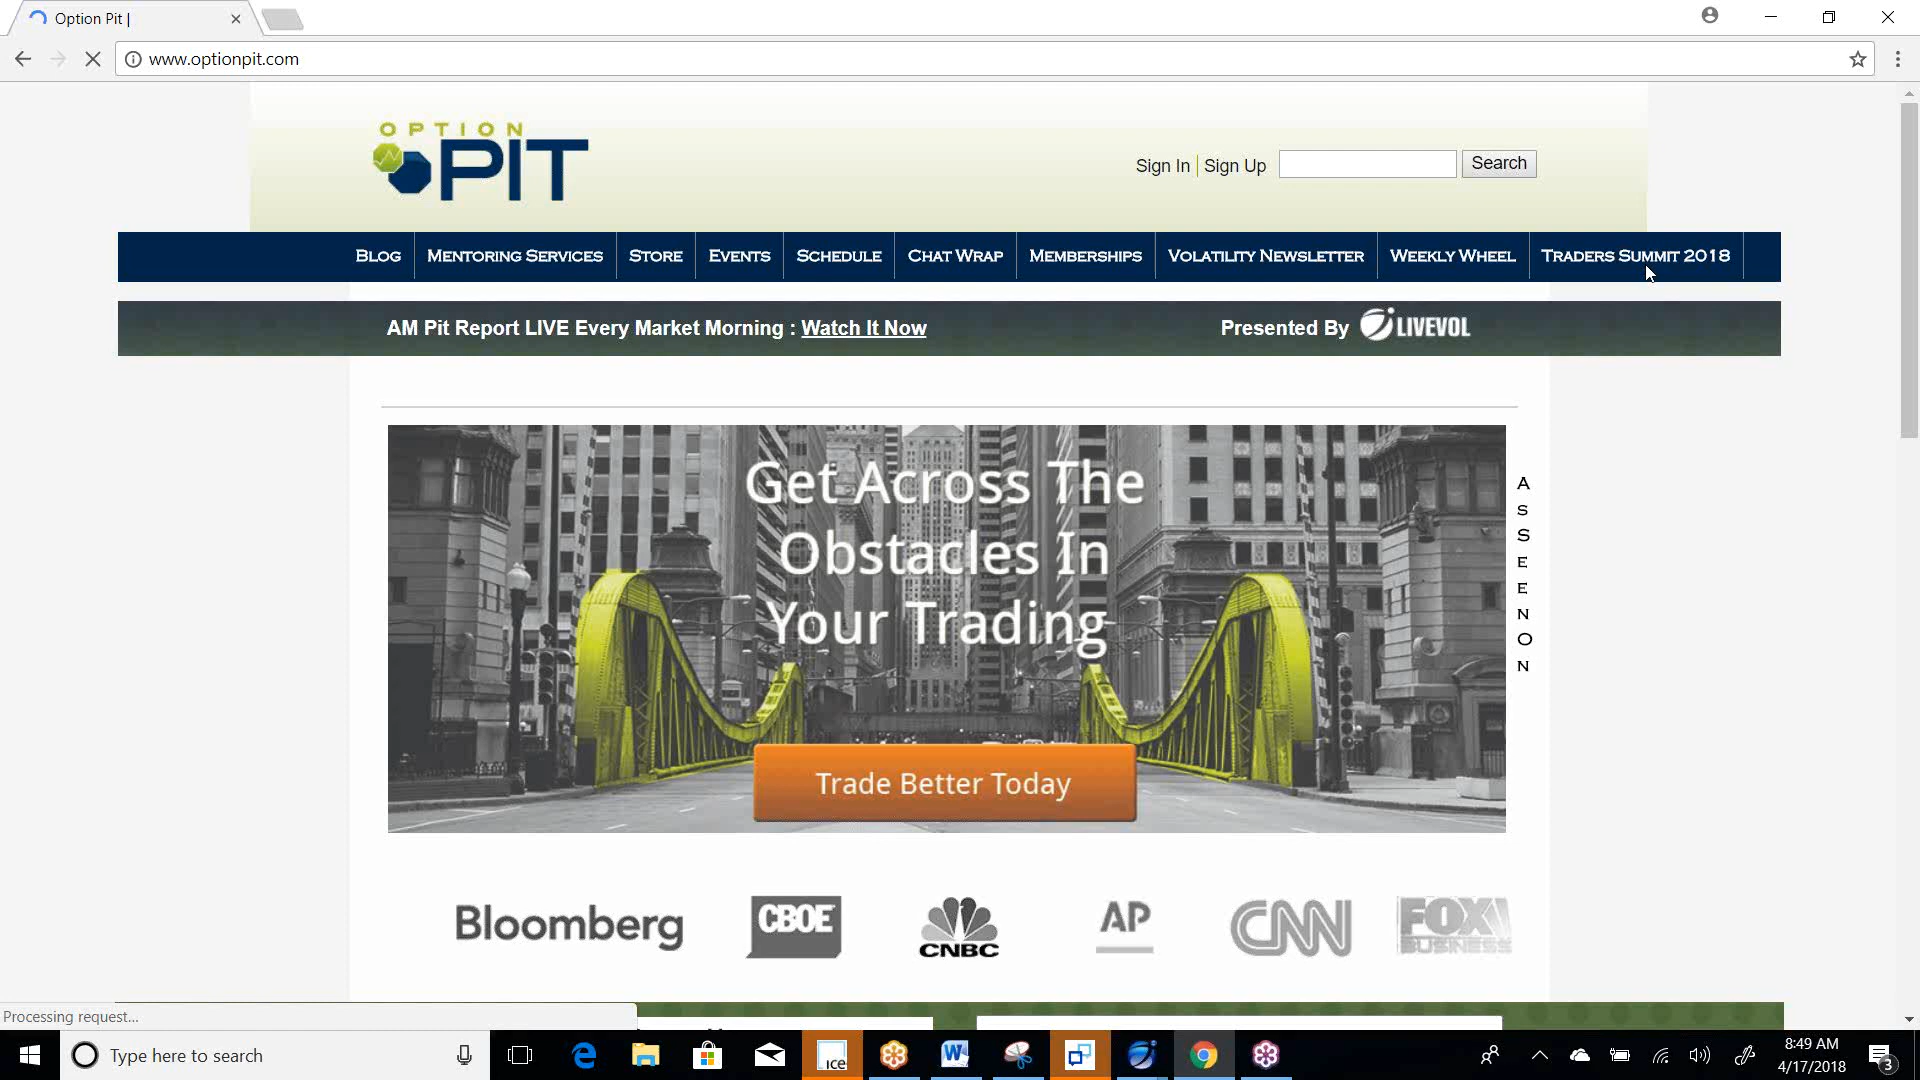 Option Pit |
www.optionpit.com
OPTION
PIT
Sign In Sign Up Search
BLOG MENTORING SERVICES STORE EVENTS SCHEDULE CHAT WRAP MEMBERSHIPS VOLATILITY NEWSLETTER WEEKLY WHEEL TRADERS SUMMIT 2018
AM Pit Report LIVE Every Market Morning : Watch It Now Presented By LIVEVOL
Get Across The
Obstacles In
Your Trading
Trade Better Today
A
S
S
E
E
N
O
N
Bloomberg CBOE CNBC AP CNN FOX BUSINESS
Processing request...
Type here to search
ice
8:49 AM
4/17/2018
3